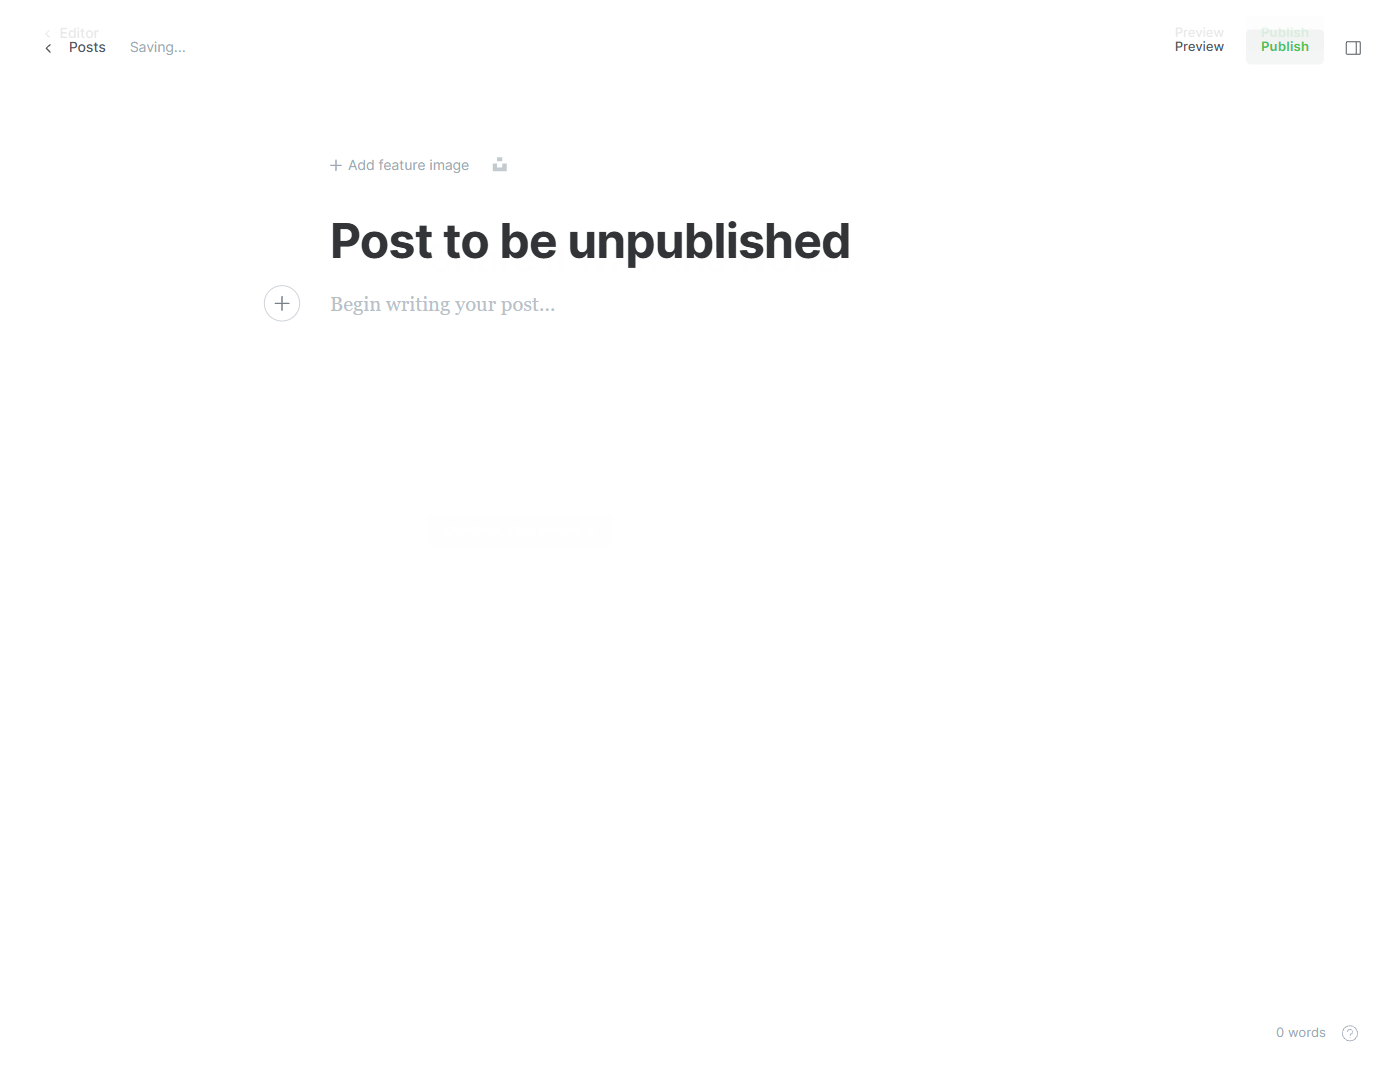 Editor
Posts Saving...
Preview Publish
Preview Publish
Add feature image
Post to be unpublished
Begin writing your post...
0 words
?